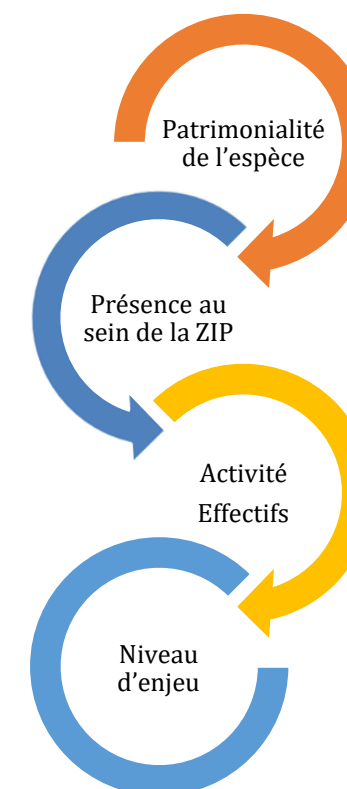 Patrimonialité
de l’espèce
Présence au
sein de la ZIP
Activité
Effectifs
Niveau
d’enjeu